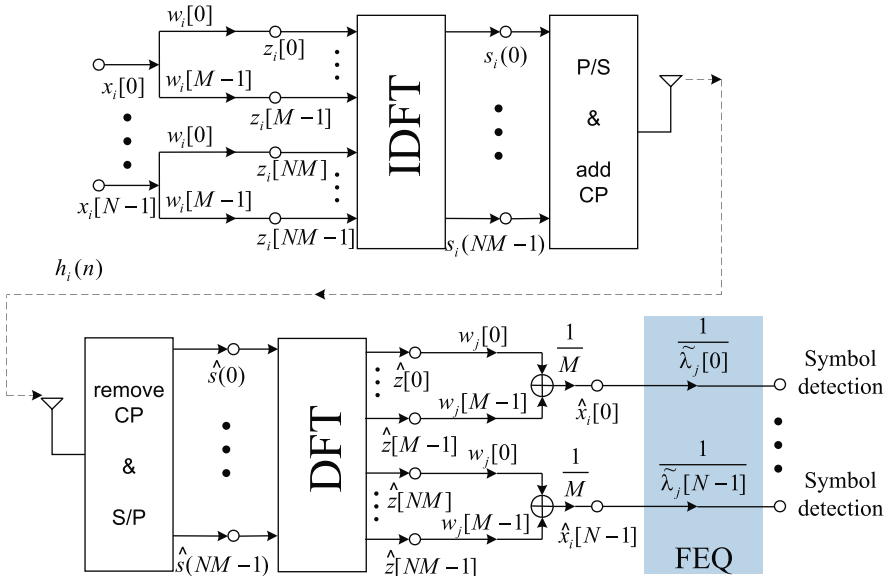 w_i[0]
z_i[0]
x_i[0]
w_i[M−1]
z_i[M−1]
w_i[0]
z_i[NM]
x_i[N−1]
w_i[M−1]
z_i[NM−1]
IDFT
s_i(0)
s_i(NM−1)
P/S
&
add
CP
h_i(n)
remove
CP
&
S/P
ŝ(0)
ŝ(NM−1)
DFT
w_j[0]
ẑ[0]
w_j[M−1]
ẑ[M−1]
w_j[0]
ẑ[NM]
w_j[M−1]
ẑ[NM−1]
1/M
x̂_i[0]
1/M
x̂_i[N−1]
1/λ̃_j[0]
1/λ̃_j[N−1]
FEQ
Symbol
detection
Symbol
detection